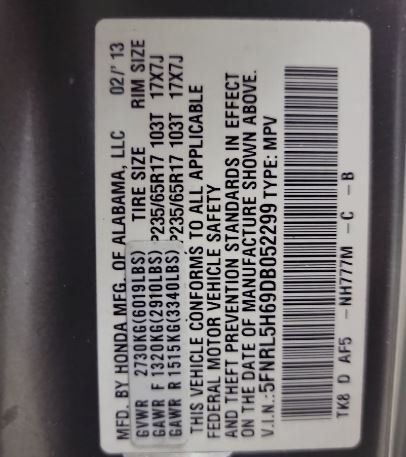 MFD. BY HONDA MFG. OF ALABAMA, LLC 02/'13
GVWR 2730KG(6019LBS) TIRE SIZE RIM SIZE
GAWR F 1320KG(2910LBS) P235/65R17 103T 17X7J
GAWR R 1515KG(3340LBS) P235/65R17 103T 17X7J
THIS VEHICLE CONFORMS TO ALL APPLICABLE
FEDERAL MOTOR VEHICLE SAFETY
AND THEFT PREVENTION STANDARDS IN EFFECT
ON THE DATE OF MANUFACTURE SHOWN ABOVE.
V.I.N.:5FNRL5H69DB052299 TYPE: MPV
TK8 D AF5 -NH777M -C -B